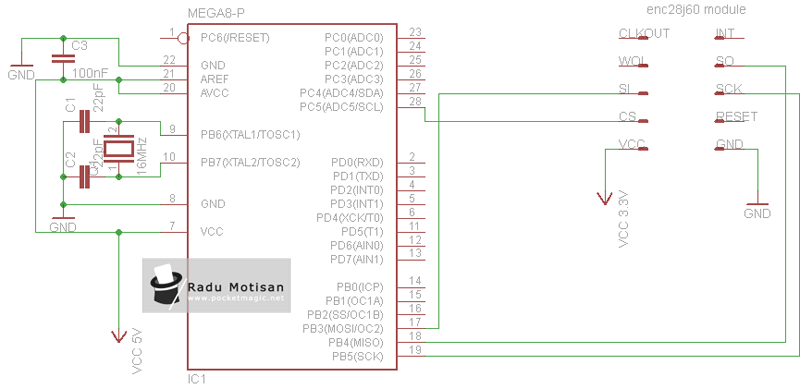 MEGA8-P
enc28j60 module
1
PC6(/RESET)
22
GND
21
AREF
20
AVCC
9
PB6(XTAL1/TOSC1)
10
PB7(XTAL2/TOSC2)
8
GND
7
VCC
PC0(ADC0)
23
PC1(ADC1)
24
PC2(ADC2)
25
PC3(ADC3)
26
PC4(ADC4/SDA)
27
PC5(ADC5/SCL)
28
PD0(RXD)
2
PD1(TXD)
3
PD2(INT0)
4
PD3(INT1)
5
PD4(XCK/T0)
6
PD5(T1)
11
PD6(AIN0)
12
PD7(AIN1)
13
PB0(ICP)
14
PB1(OC1A)
15
PB2(SS/OC1B)
16
PB3(MOSI/OC2)
17
PB4(MISO)
18
PB5(SCK)
19
IC1
C3
100nF
GND
C1
22pF
C2
22pF
2
1
16MHz
GND
VCC 5V
Radu Motisan
www.pocketmagic.net
CLKOUT
INT
WOL
SO
SI
SCK
CS
RESET
VCC
GND
VCC 3.3V
GND